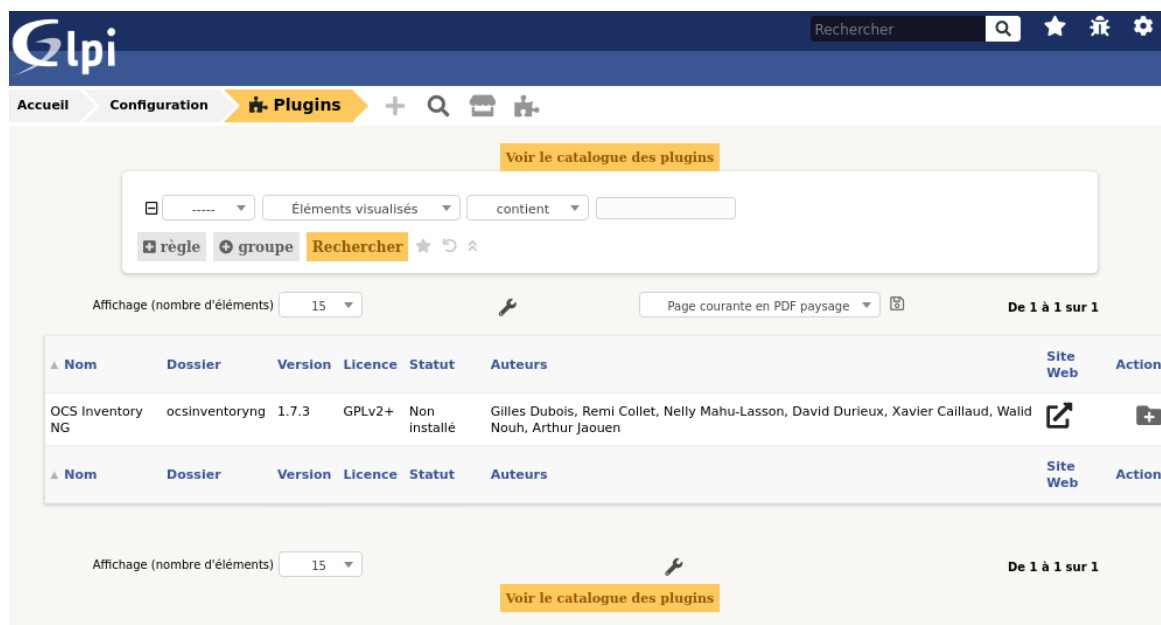 Glpi
Rechercher
Accueil Configuration Plugins
Voir le catalogue des plugins
----- Éléments visualisés contient
règle groupe Rechercher
Affichage (nombre d'éléments) 15 Page courante en PDF paysage De 1 à 1 sur 1
Nom Dossier Version Licence Statut Auteurs Site Web Action
OCS Inventory NG ocsinventoryng 1.7.3 GPLv2+ Non installé Gilles Dubois, Remi Collet, Nelly Mahu-Lasson, David Durieux, Xavier Caillaud, Walid
Nouh, Arthur Jaouen
Nom Dossier Version Licence Statut Auteurs Site Web Action
Affichage (nombre d'éléments) 15 De 1 à 1 sur 1
Voir le catalogue des plugins